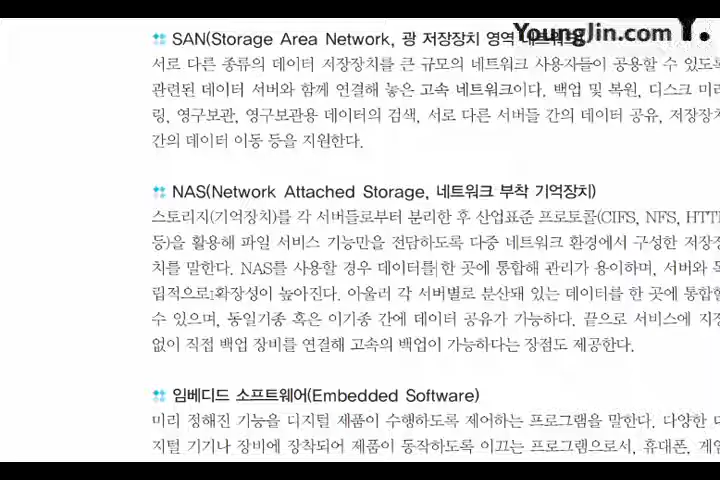 YoungJin.com Y.
SAN(Storage Area Network, 광 저장장치 영역 네트워크)
서로 다른 종류의 데이터 저장장치를 큰 규모의 네트워크 사용자들이 공용할 수 있도록
관련된 데이터 서버와 함께 연결해 놓은 고속 네트워크이다. 백업 및 복원, 디스크 미러
링, 영구보관, 영구보관용 데이터의 검색, 서로 다른 서버들 간의 데이터 공유, 저장장치
간의 데이터 이동 등을 지원한다.
NAS(Network Attached Storage, 네트워크 부착 기억장치)
스토리지(기억장치)를 각 서버들로부터 분리한 후 산업표준 프로토콜(CIFS, NFS, HTTP
등)을 활용해 파일 서비스 기능만을 전담하도록 다중 네트워크 환경에서 구성한 저장장
치를 말한다. NAS를 사용할 경우 데이터를 한 곳에 통합해 관리가 용이하며, 서버와 독
립적으로 확장성이 높아진다. 아울러 각 서버별로 분산돼 있는 데이터를 한 곳에 통합할
수 있으며, 동일기종 혹은 이기종 간에 데이터 공유가 가능하다. 끝으로 서비스에 지장
없이 직접 백업 장비를 연결해 고속의 백업이 가능하다는 장점도 제공한다.
임베디드 소프트웨어(Embedded Software)
미리 정해진 기능을 디지털 제품이 수행하도록 제어하는 프로그램을 말한다. 다양한 디
지털 기기나 장비에 장착되어 제품이 동작하도록 이끄는 프로그램으로서, 휴대폰, 게임